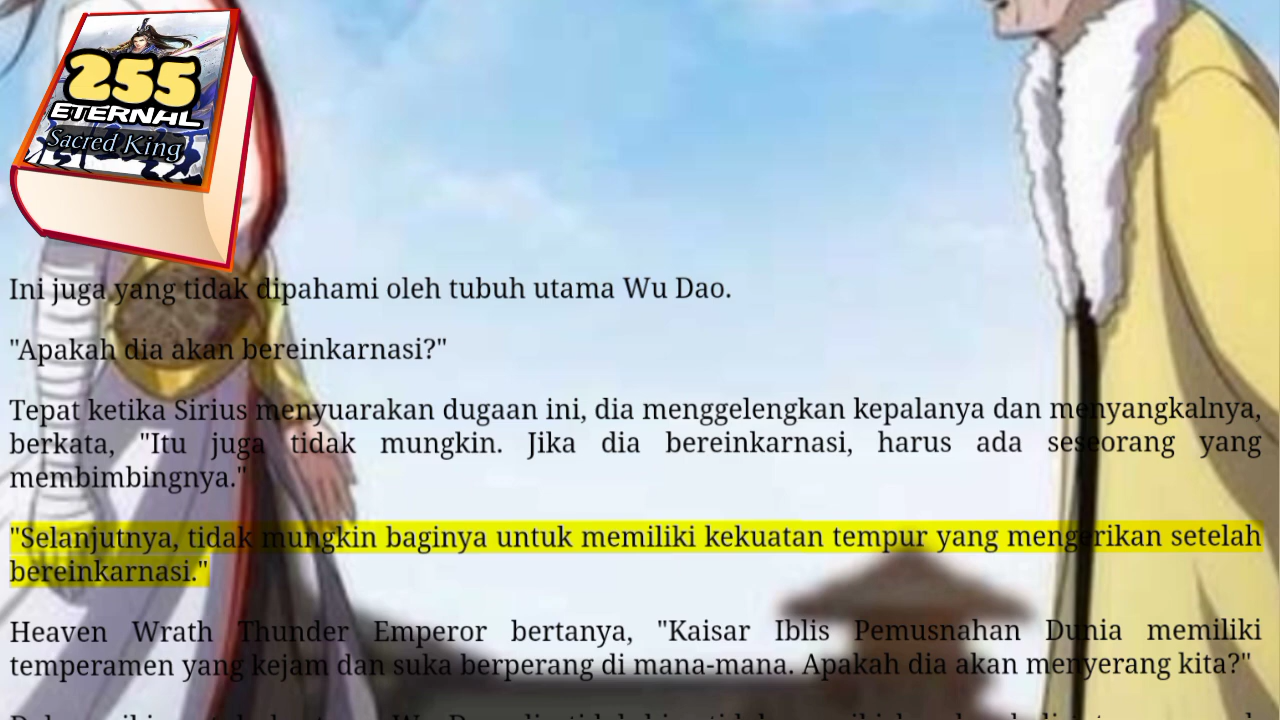 255
ETERNAL
Sacred King
Ini juga yang tidak dipahami oleh tubuh utama Wu Dao.
"Apakah dia akan bereinkarnasi?"
Tepat ketika Sirius menyuarakan dugaan ini, dia menggelengkan kepalanya dan menyangkalnya,
berkata, "Itu juga tidak mungkin. Jika dia bereinkarnasi, harus ada seseorang yang
membimbingnya."
"Selanjutnya, tidak mungkin baginya untuk memiliki kekuatan tempur yang mengerikan setelah
bereinkarnasi."
Heaven Wrath Thunder Emperor bertanya, "Kaisar Iblis Pemusnahan Dunia memiliki
temperamen yang kejam dan suka berperang di mana-mana. Apakah dia akan menyerang kita?"